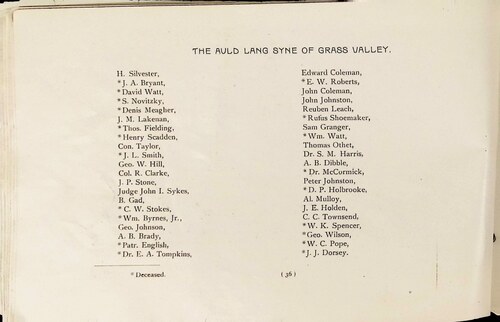 THE AULD LANG SYNE OF GRASS VALLEY.
H. Silvester,
*J. A. Bryant,
*David Watt,
*S. Novitzky,
*Denis Meagher,
J. M. Lakenan,
*Thos. Fielding,
*Henry Scadden,
Con. Taylor,
*J. L. Smith,
Geo. W. Hill,
Col. R. Clarke,
J. P. Stone,
Judge John I. Sykes,
B. Gad,
*C. W. Stokes,
*Wm. Byrnes, Jr.,
Geo. Johnson,
A. B. Brady,
*Patr. English,
*Dr. E. A. Tompkins,
Edward Coleman,
*E. W. Roberts,
John Coleman,
John Johnston,
Reuben Leach,
*Rufus Shoemaker,
Sam Granger,
*Wm. Watt,
Thomas Othet,
Dr. S. M. Harris,
A. B. Dibble,
*Dr. McCormick,
Peter Johnston,
*D. P. Holbrooke,
Al. Mulloy,
J. E. Holden,
C. C. Townsend,
*W. K. Spencer,
*Geo. Wilson,
*W. C. Pope,
*J. J. Dorsey.
*Deceased.
(36)